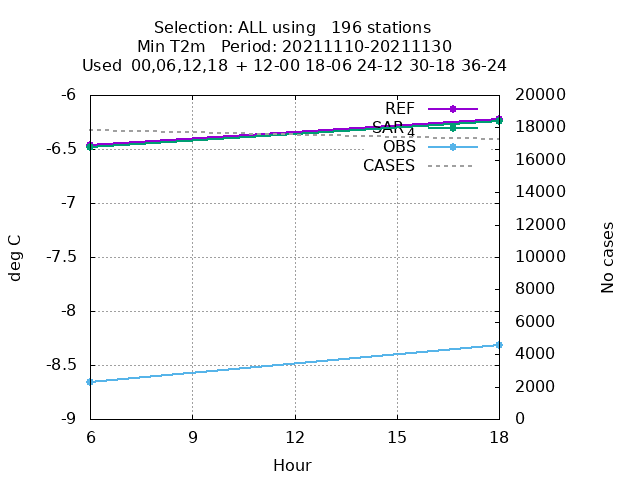 Selection: ALL using   196 stations
Min T2m   Period: 20211110-20211130
Used  00,06,12,18  + 12-00 18-06 24-12 30-18 36-24
-6
-6.5
-7
-7.5
-8
-8.5
-9
deg C
6
9
12
15
18
Hour
20000
18000
16000
14000
12000
10000
8000
6000
4000
2000
0
No cases
REF
SAR 4
OBS
CASES